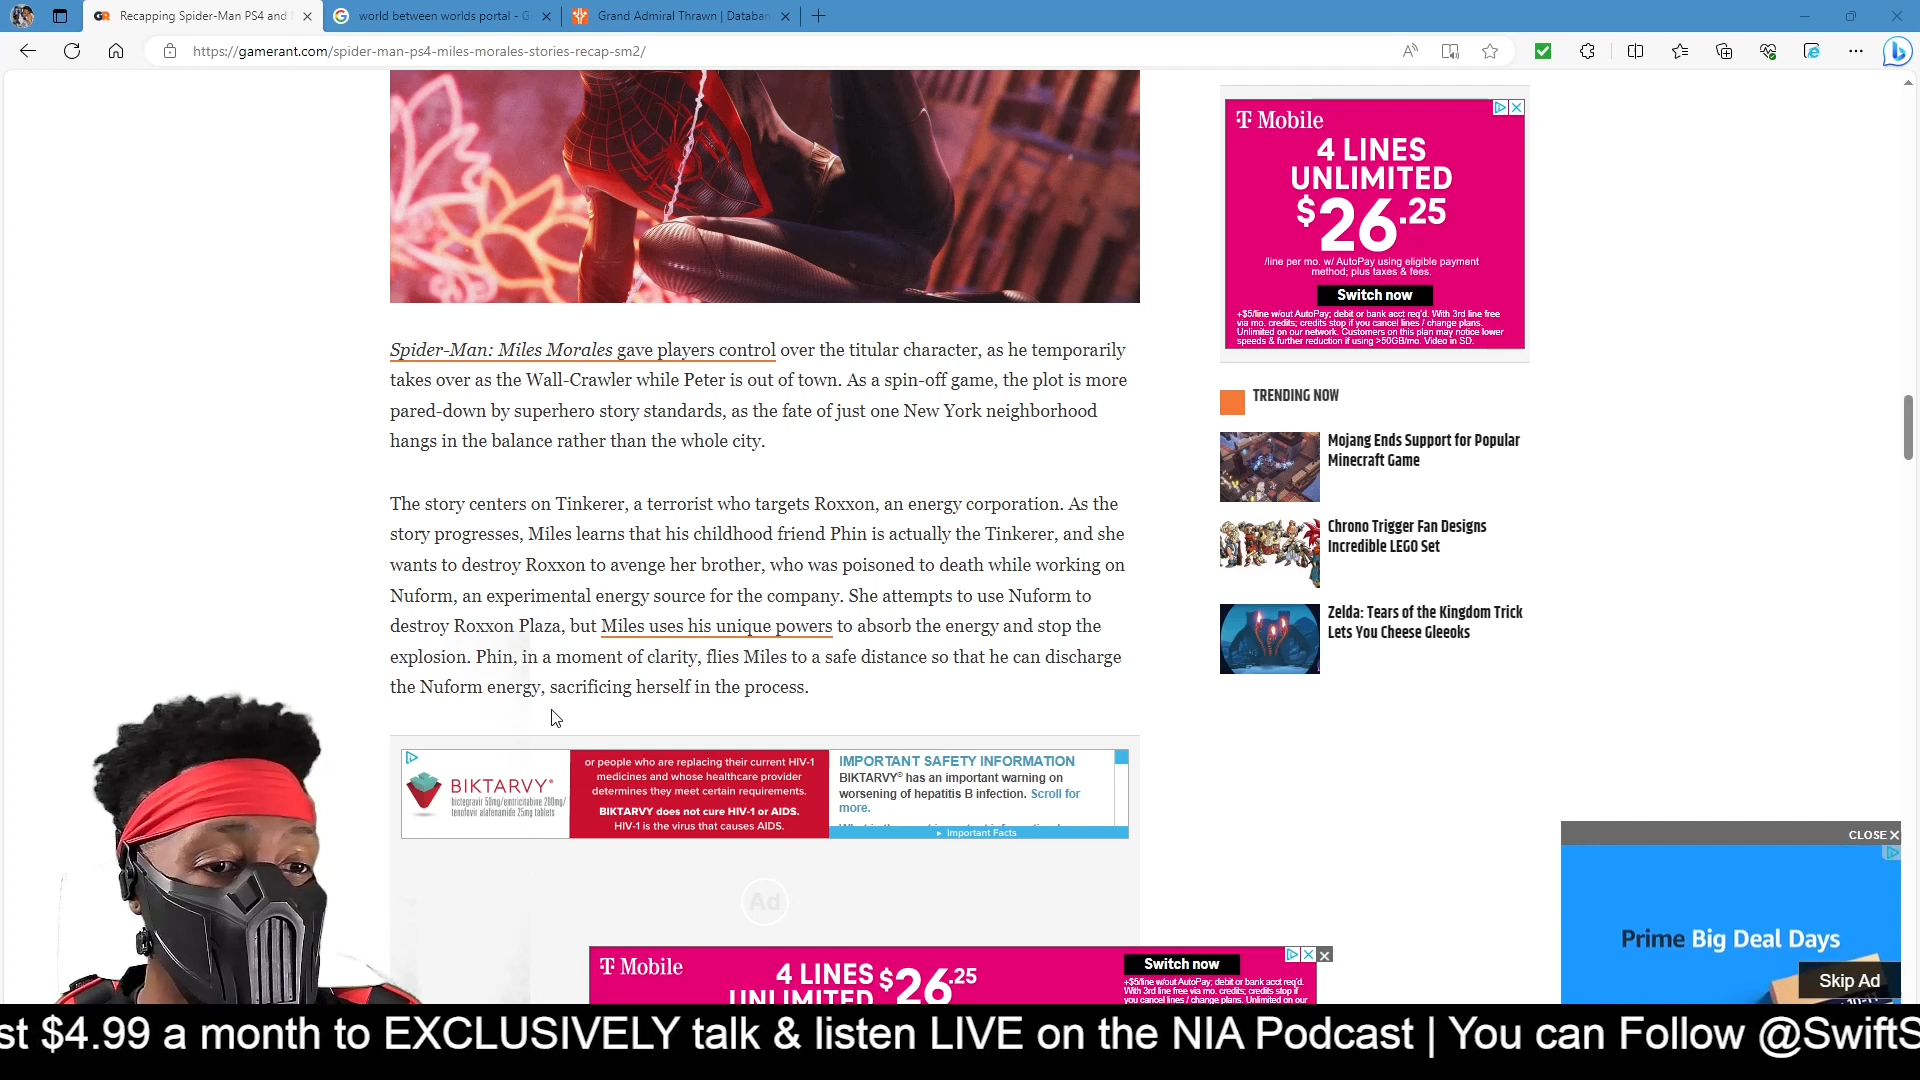 Recapping Spider-Man PS4 and
world between worlds portal - G
Grand Admiral Thrawn | Databan
https://gamerant.com/spider-man-ps4-miles-morales-stories-recap-sm2/
Spider-Man: Miles Morales gave players control over the titular character, as he temporarily
takes over as the Wall-Crawler while Peter is out of town. As a spin-off game, the plot is more
pared-down by superhero story standards, as the fate of just one New York neighborhood
hangs in the balance rather than the whole city.
The story centers on Tinkerer, a terrorist who targets Roxxon, an energy corporation. As the
story progresses, Miles learns that his childhood friend Phin is actually the Tinkerer, and she
wants to destroy Roxxon to avenge her brother, who was poisoned to death while working on
Nuform, an experimental energy source for the company. She attempts to use Nuform to
destroy Roxxon Plaza, but Miles uses his unique powers to absorb the energy and stop the
explosion. Phin, in a moment of clarity, flies Miles to a safe distance so that he can discharge
the Nuform energy, sacrificing herself in the process.
T Mobile
4 LINES
UNLIMITED
$26.25
/line per mo. w/ AutoPay using eligible payment
method; plus taxes & fees.
Switch now
+$5/line w/out AutoPay; debit or bank acct req'd. With 3rd line free
via mo. credits; credits stop if you cancel lines / change plans.
Unlimited on our network. Customers on this plan may notice lower
speeds & further reduction if using >50GB/mo. Video in SD.
TRENDING NOW
Mojang Ends Support for Popular
Minecraft Game
Chrono Trigger Fan Designs
Incredible LEGO Set
Zelda: Tears of the Kingdom Trick
Lets You Cheese Gleeoks
BIKTARVY®
bictegravir 50mg/emtricitabine 200mg/
tenofovir alafenamide 25mg tablets
or people who are replacing their current HIV-1
medicines and whose healthcare provider
determines they meet certain requirements.
BIKTARVY does not cure HIV-1 or AIDS.
HIV-1 is the virus that causes AIDS.
IMPORTANT SAFETY INFORMATION
BIKTARVY® has an important warning on
worsening of hepatitis B infection. Scroll for
more.
Important Facts
Ad
CLOSE X
Prime Big Deal Days
Skip Ad
T Mobile
4 LINES
UNLIMITED
$26.25
Switch now
+$5/line w/out AutoPay; debit or bank acct req'd.
With 3rd line free via mo. credits; credits stop if
you cancel lines / change plans. Unlimited on our
st $4.99 a month to EXCLUSIVELY talk & listen LIVE on the NIA Podcast | You can Follow @SwiftS